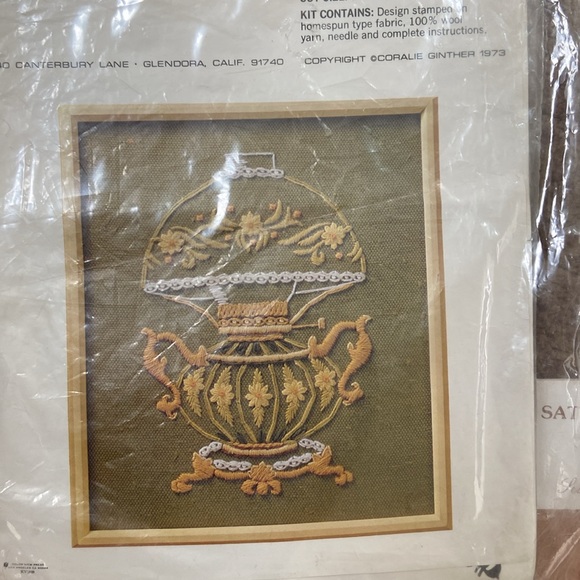 KIT CONTAINS: Design stamped on
homespun type fabric, 100% wool
yarn, needle and complete instructions.
CANTERBURY LANE · GLENDORA, CALIF. 91740 COPYRIGHT ©CORALIE GINTHER 1973
SAT